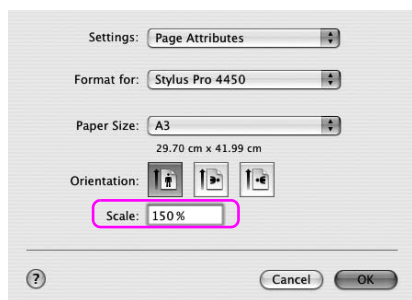 Settings: Page Attributes
Format for: Stylus Pro 4450
Paper Size: A3
29.70 cm x 41.99 cm
Orientation:
Scale: 150%
? Cancel OK